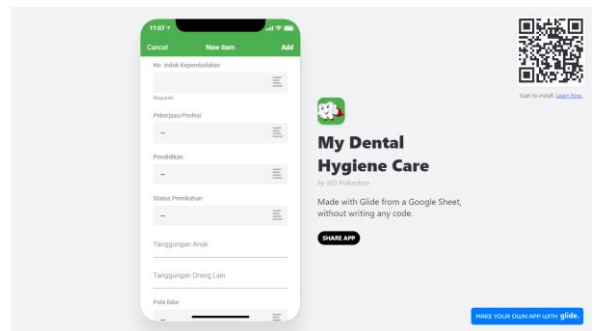 11:07
Cancel New Item Add
No. Induk Kependudukan
Required
Pekerjaan/Profesi
--
Pendidikan
--
Status Pernikahan
--
Tanggungan Anak
Tanggungan Orang Lain
Pola tidur
--
My Dental
Hygiene Care
by JKG Poltekban
Made with Glide from a Google Sheet,
without writing any code.
SHARE APP
Scan to install. Learn how.
MAKE YOUR OWN APP WITH glide.